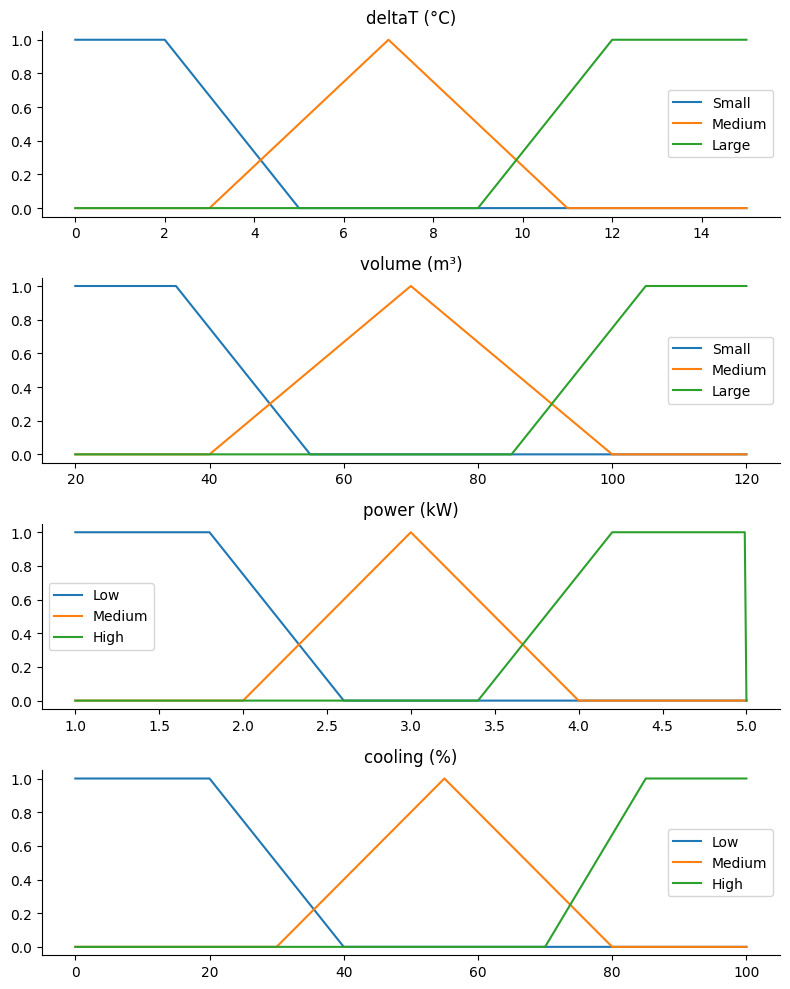 deltaT (°C)
1.0
0.8
0.6
0.4
0.2
0.0
Small
Medium
Large
0 2 4 6 8 10 12 14
volume (m³)
1.0
0.8
0.6
0.4
0.2
0.0
Small
Medium
Large
20 40 60 80 100 120
power (kW)
1.0
0.8
0.6
0.4
0.2
0.0
Low
Medium
High
1.0 1.5 2.0 2.5 3.0 3.5 4.0 4.5 5.0
cooling (%)
1.0
0.8
0.6
0.4
0.2
0.0
Low
Medium
High
0 20 40 60 80 100